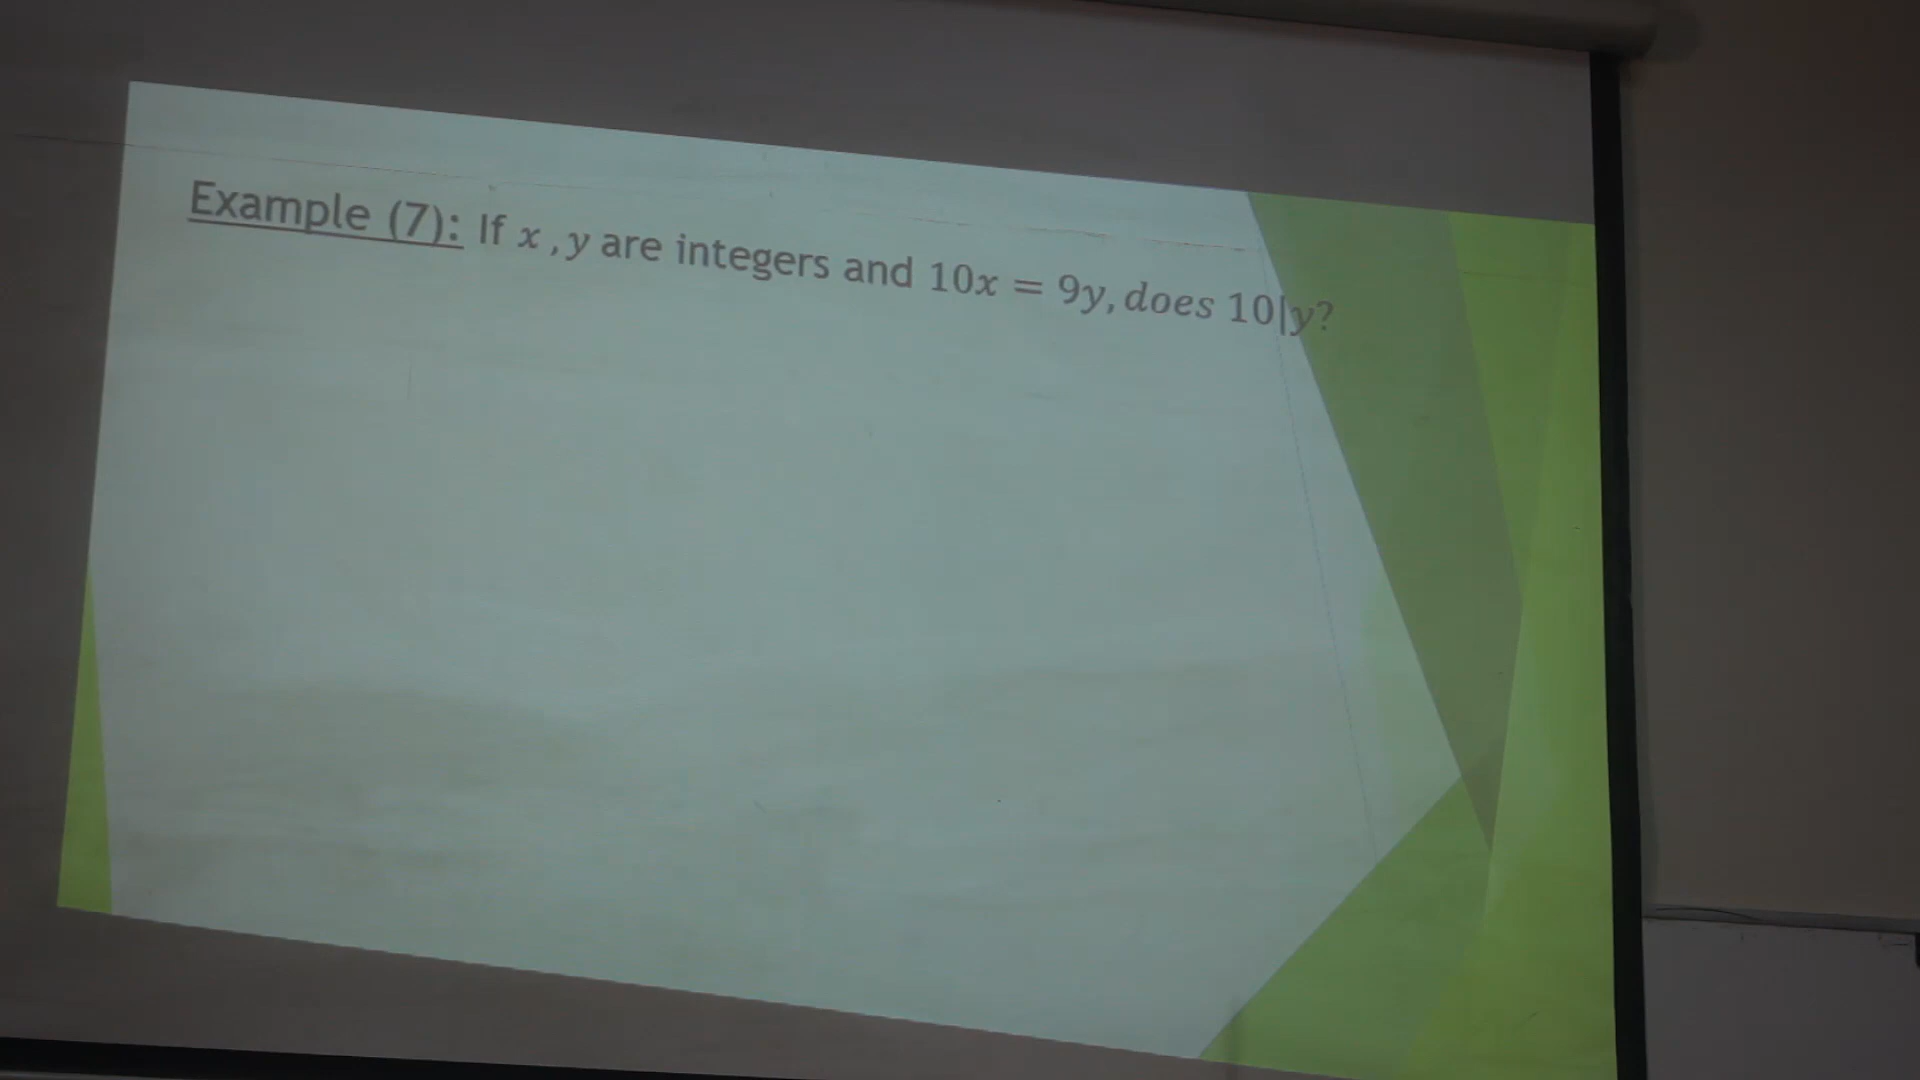 Example (7): If x , y are integers and 10x = 9y, does 10|y?